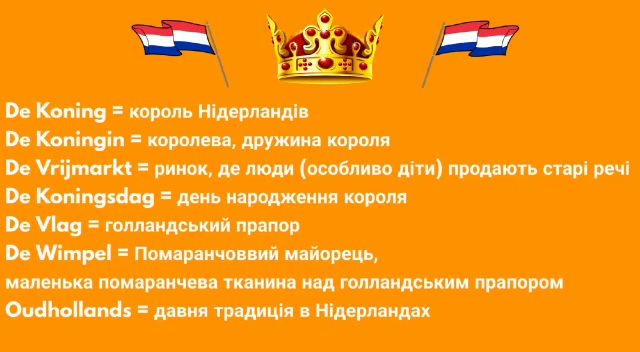 De Koning = король Нідерландів
De Koningin = королева, дружина короля
De Vrijmarkt = ринок, де люди (особливо діти) продають старі речі
De Koningsdag = день народження короля
De Vlag = голландський прапор
De Wimpel = Помаранчоввий майорець,
маленька помаранчева тканина над голландським прапором
Oudhollands = давня традиція в Нідерландах